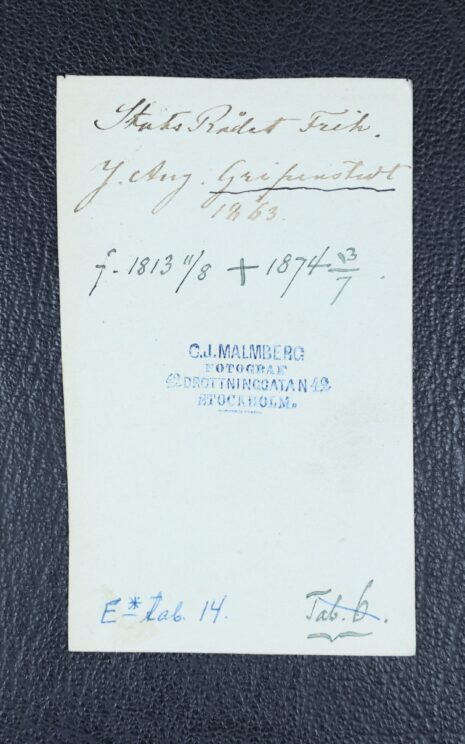 Stats Rådet Frih.
J. Aug. Gripenstedt
1863.
f. 1813 11/8 + 1874 13/7.
C.J. MALMBERG
FOTOGRAF
42 DROTTNINGGATAN 42
STOCKHOLM.
E* tab. 14.
Tab. 6.